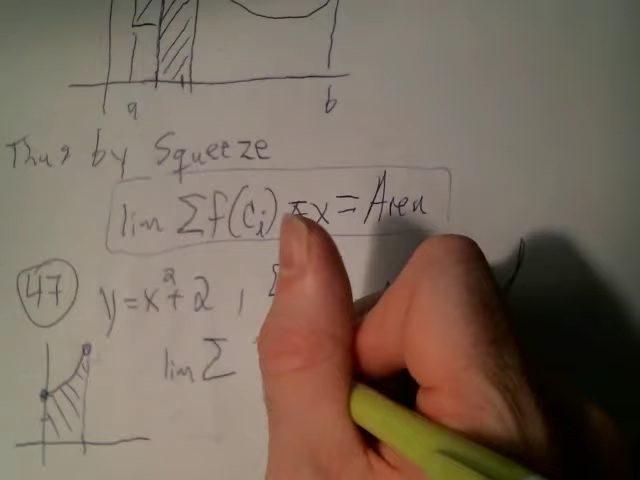 a b
Thus by Squeeze
lim Σf(cᵢ) Δx = Area
47 y = x² + 2 , [
lim Σ